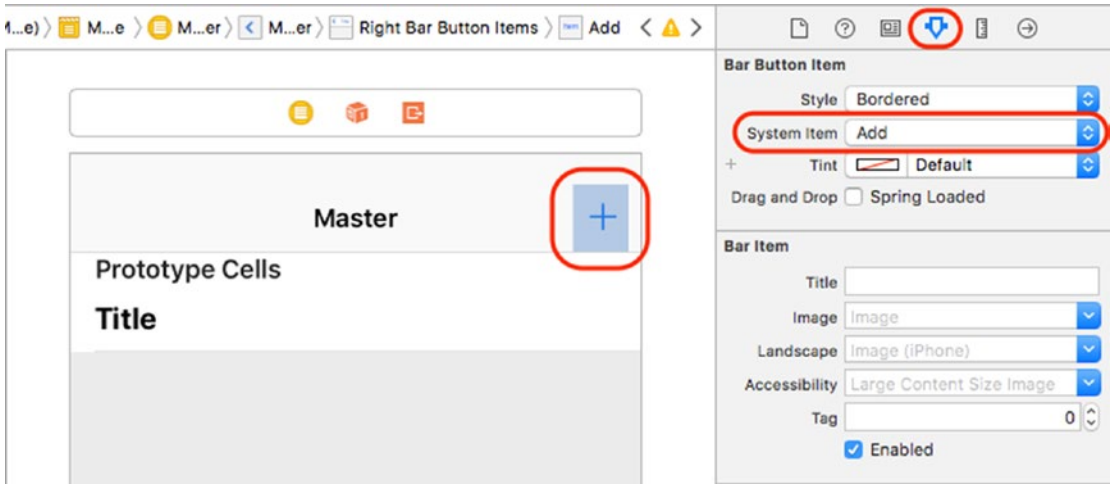 M...e) M...e M...er M...er Right Bar Button Items Add
Master
Prototype Cells
Title
Bar Button Item
Style Bordered
System Item Add
Tint Default
Drag and Drop Spring Loaded
Bar Item
Title
Image Image
Landscape Image (iPhone)
Accessibility Large Content Size Image
Tag 0
Enabled